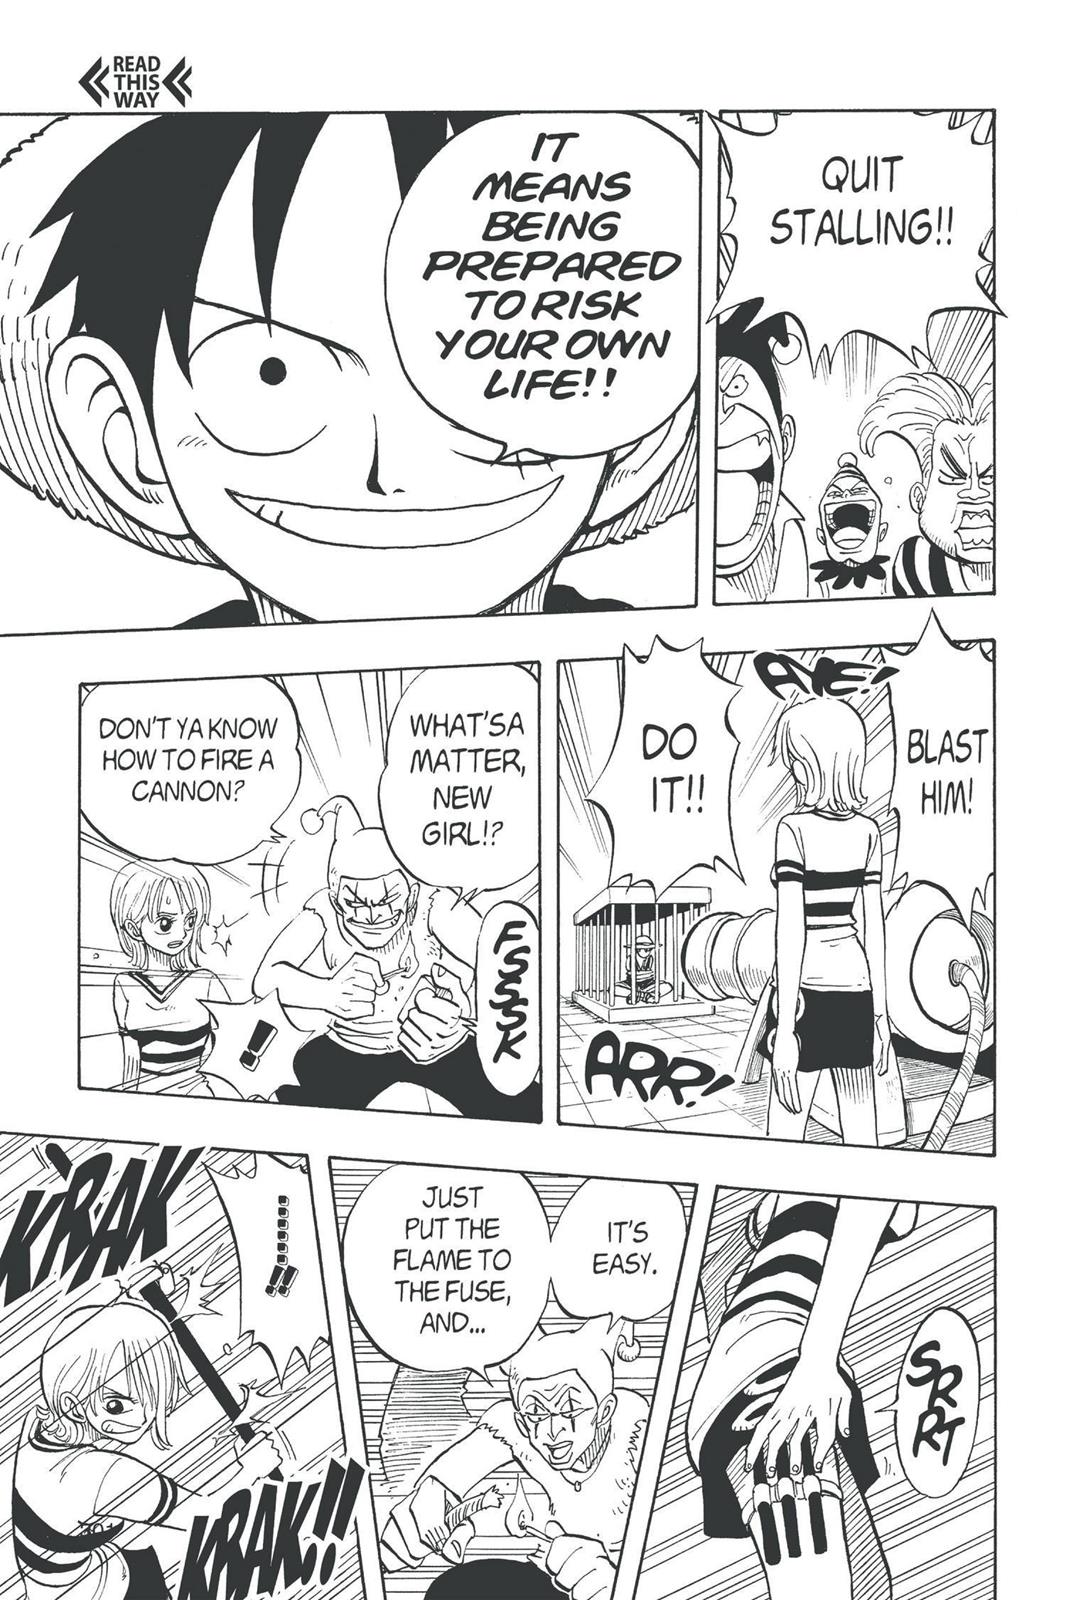 READ
THIS
WAY
QUIT
STALLING!!
IT
MEANS
BEING
PREPARED
TO RISK
YOUR OWN
LIFE!!
BLAST
HIM!
AYE!
DO
IT!!
ARR!
WHAT'S A
MATTER,
NEW
GIRL!?
DON'T YA KNOW
HOW TO FIRE A
CANNON?
FSSSK
!!
SRRT
IT'S
EASY.
JUST
PUT THE
FLAME TO
THE FUSE,
AND...
......!!
K'RAK
KRAK!!